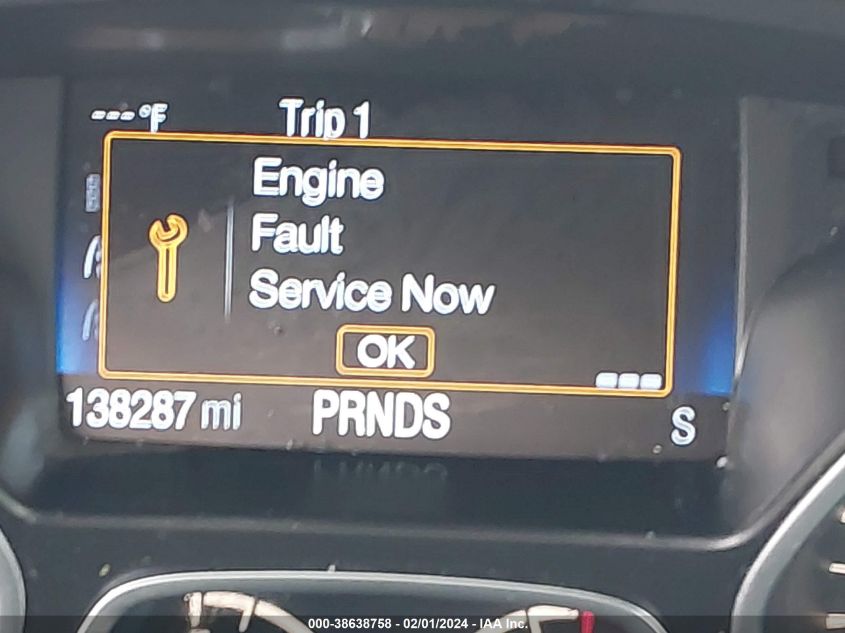 ---°F Trip 1
Engine
Fault
Service Now
OK
138287 mi PRNDS S
000-38638758 - 02/01/2024 - IAA Inc.